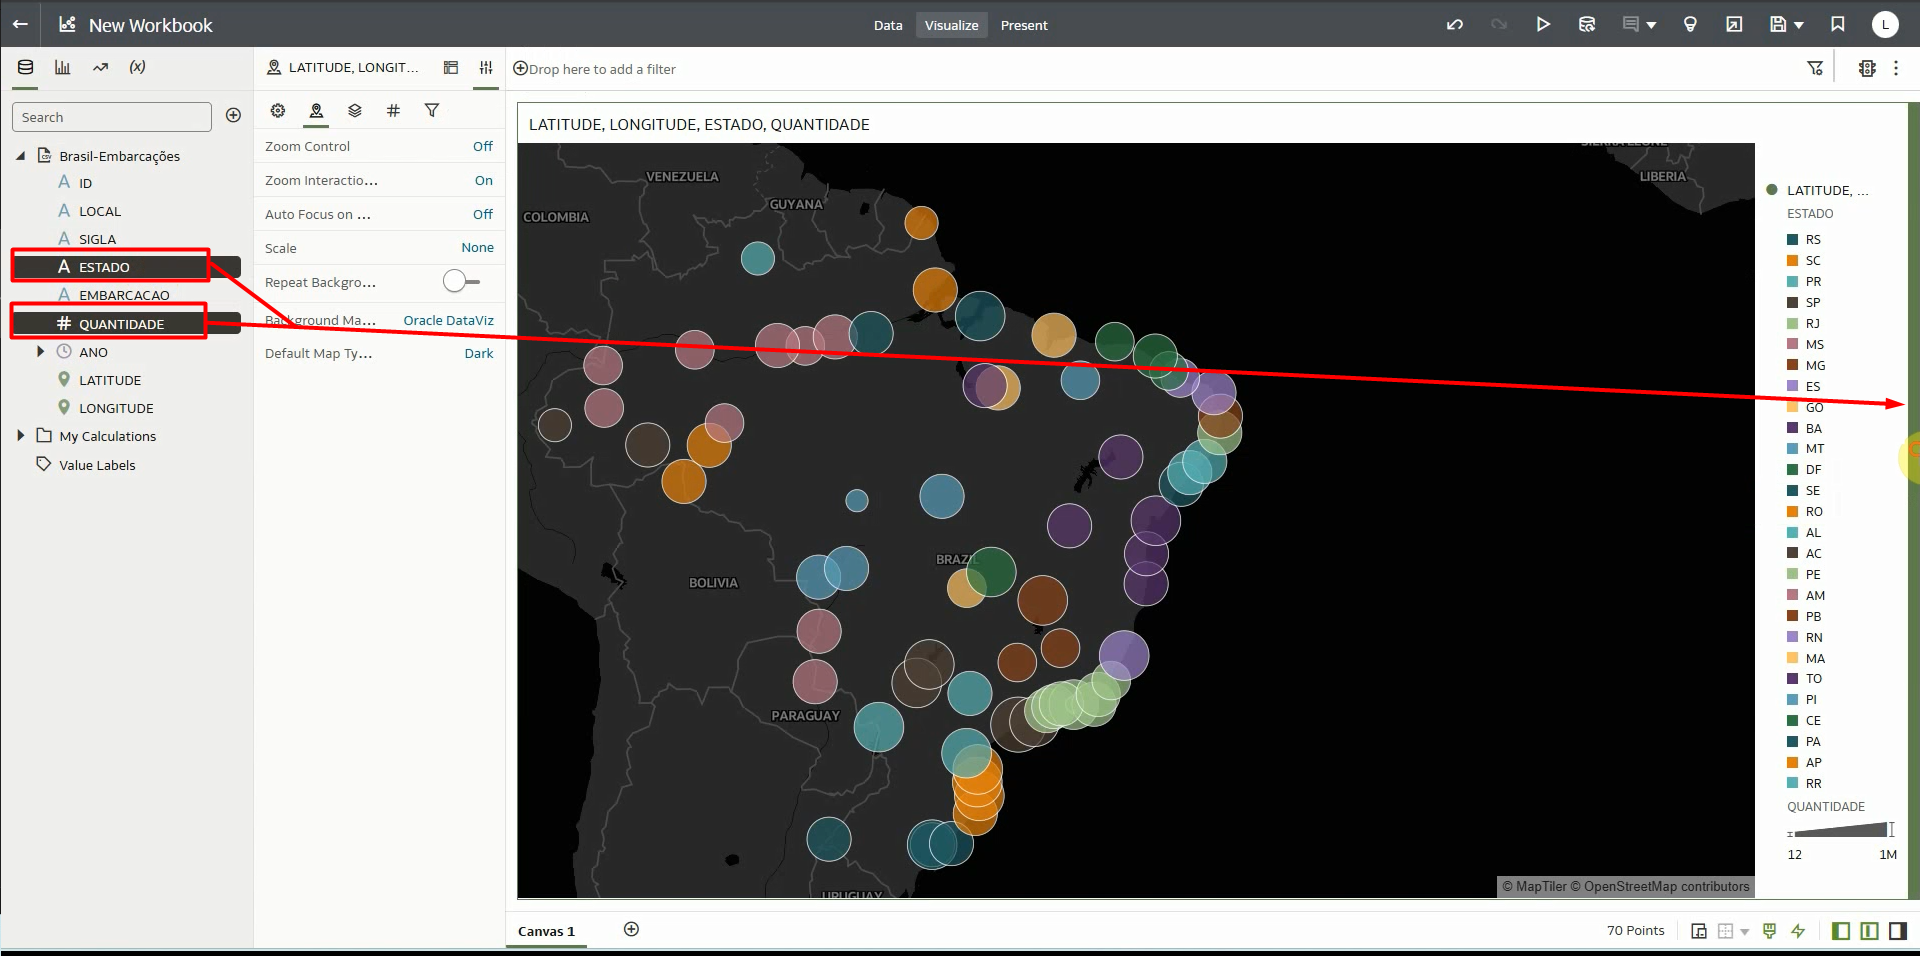 New Workbook
Data
Visualize
Present
L
(x)
LATITUDE, LONGIT...
Drop here to add a filter
Search
Brasil-Embarcações
A ID
A LOCAL
A SIGLA
A ESTADO
A EMBARCACAO
# QUANTIDADE
ANO
LATITUDE
LONGITUDE
My Calculations
Value Labels
Zoom Control Off
Zoom Interactio... On
Auto Focus on ... Off
Scale None
Repeat Backgro...
Background Ma... Oracle DataViz
Default Map Ty... Dark
LATITUDE, LONGITUDE, ESTADO, QUANTIDADE
SIERRA LEONE
LIBERIA
VENEZUELA
GUYANA
COLOMBIA
BRAZIL
BOLIVIA
PARAGUAY
URUGUAY
© MapTiler © OpenStreetMap contributors
LATITUDE, ...
ESTADO
RS
SC
PR
SP
RJ
MS
MG
ES
GO
BA
MT
DF
SE
RO
AL
AC
PE
AM
PB
RN
MA
TO
PI
CE
PA
AP
RR
QUANTIDADE
12 1M
Canvas 1
70 Points